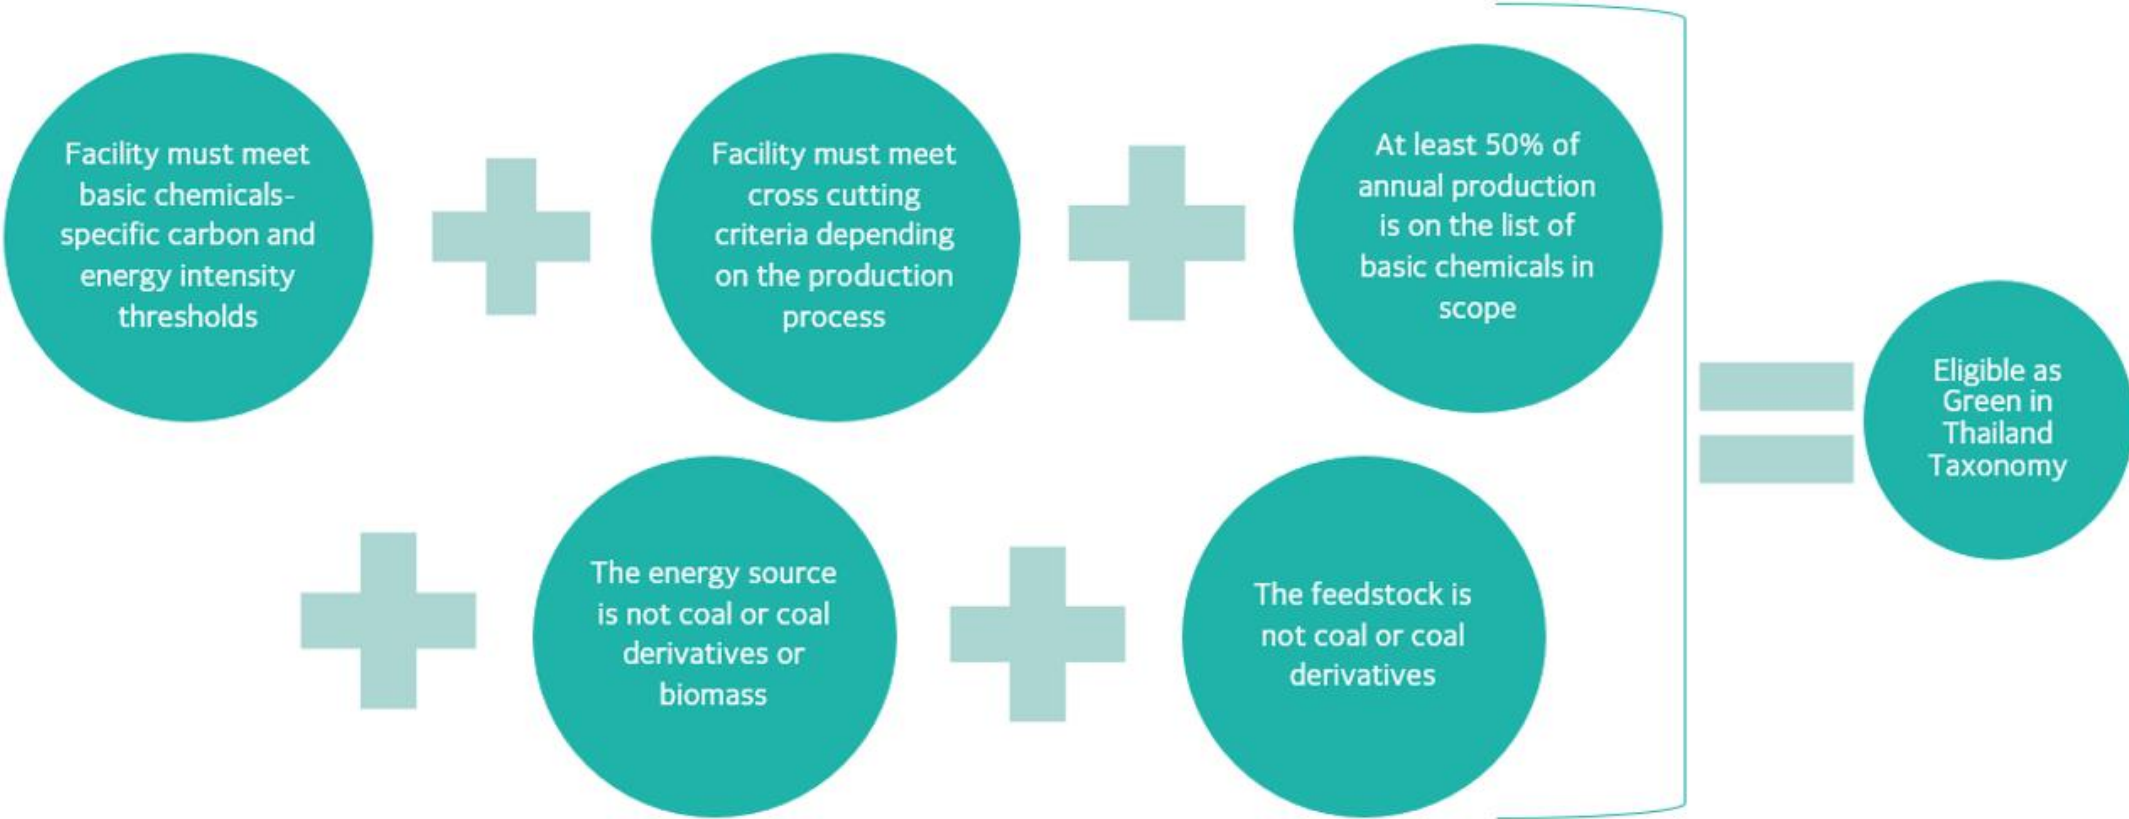 Facility must meet
basic chemicals-
specific carbon and
energy intensity
thresholds
Facility must meet
cross cutting
criteria depending
on the production
process
At least 50% of
annual production
is on the list of
basic chemicals in
scope
The energy source
is not coal or coal
derivatives or
biomass
The feedstock is
not coal or coal
derivatives
Eligible as
Green in
Thailand
Taxonomy